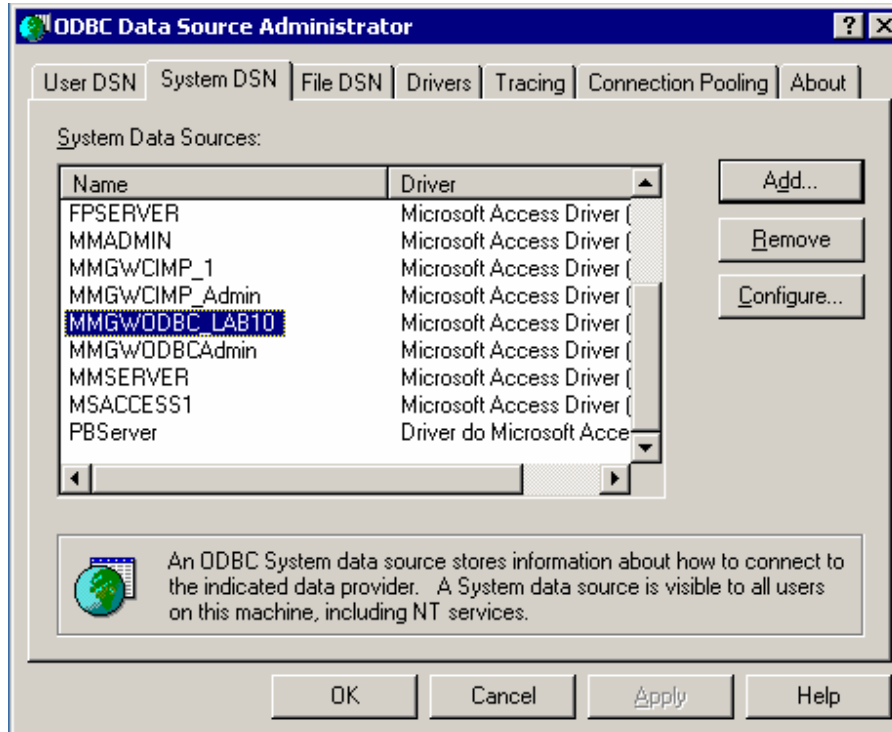 ODBC Data Source Administrator
User DSN System DSN File DSN Drivers Tracing Connection Pooling About
System Data Sources:
Name Driver
FPSERVER Microsoft Access Driver (
MMADMIN Microsoft Access Driver (
MMGWCIMP_1 Microsoft Access Driver (
MMGWCIMP_Admin Microsoft Access Driver (
MMGWODBC_LAB10 Microsoft Access Driver (
MMGWODBCAdmin Microsoft Access Driver (
MMSERVER Microsoft Access Driver (
MSACCESS1 Microsoft Access Driver (
PBServer Driver do Microsoft Acce
Add...
Remove
Configure...
An ODBC System data source stores information about how to connect to
the indicated data provider. A System data source is visible to all users
on this machine, including NT services.
OK Cancel Apply Help